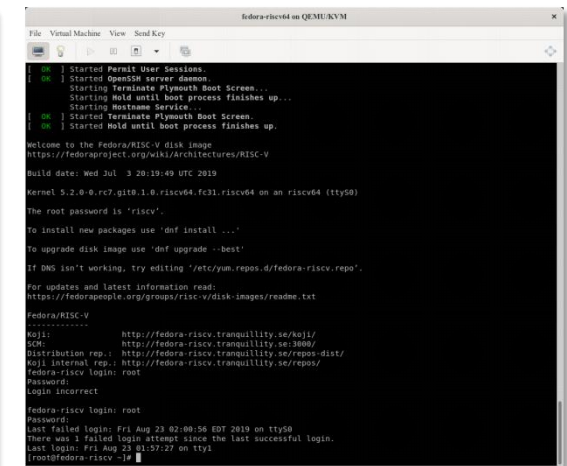 fedora-riscv64 on QEMU/KVM
File Virtual Machine View Send Key
[ OK ] Started Permit User Sessions.
[ OK ] Started OpenSSH server daemon.
Starting Terminate Plymouth Boot Screen...
Starting Hold until boot process finishes up...
Starting Hostname Service...
[ OK ] Started Terminate Plymouth Boot Screen.
[ OK ] Started Hold until boot process finishes up.
Welcome to the Fedora/RISC-V disk image
https://fedoraproject.org/wiki/Architectures/RISC-V
Build date: Wed Jul 3 20:19:49 UTC 2019
Kernel 5.2.0-0.rc7.git0.1.0.riscv64.fc31.riscv64 on an riscv64 (ttyS0)
The root password is 'riscv'.
To install new packages use 'dnf install ...'
To upgrade disk image use 'dnf upgrade --best'
If DNS isn't working, try editing '/etc/yum.repos.d/fedora-riscv.repo'.
For updates and latest information read:
https://fedorapeople.org/groups/risc-v/disk-images/readme.txt
Fedora/RISC-V
-------------
Koji: http://fedora-riscv.tranquillity.se/koji/
SCM: http://fedora-riscv.tranquillity.se:3000/
Distribution rep.: http://fedora-riscv.tranquillity.se/repos-dist/
Koji internal rep.: http://fedora-riscv.tranquillity.se/repos/
fedora-riscv login: root
Password:
Login incorrect
fedora-riscv login: root
Password:
Last failed login: Fri Aug 23 02:00:56 EDT 2019 on ttyS0
There was 1 failed login attempt since the last successful login.
Last login: Fri Aug 23 01:57:27 on tty1
[root@fedora-riscv ~]#